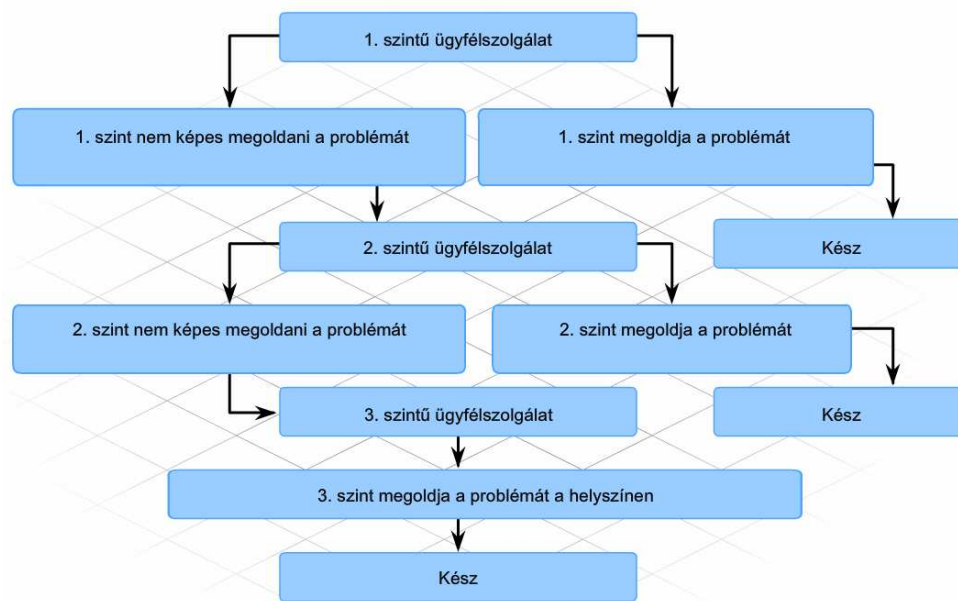 1. szintű ügyfélszolgálat
1. szint nem képes megoldani a problémát
1. szint megoldja a problémát
2. szintű ügyfélszolgálat
Kész
2. szint nem képes megoldani a problémát
2. szint megoldja a problémát
3. szintű ügyfélszolgálat
Kész
3. szint megoldja a problémát a helyszínen
Kész